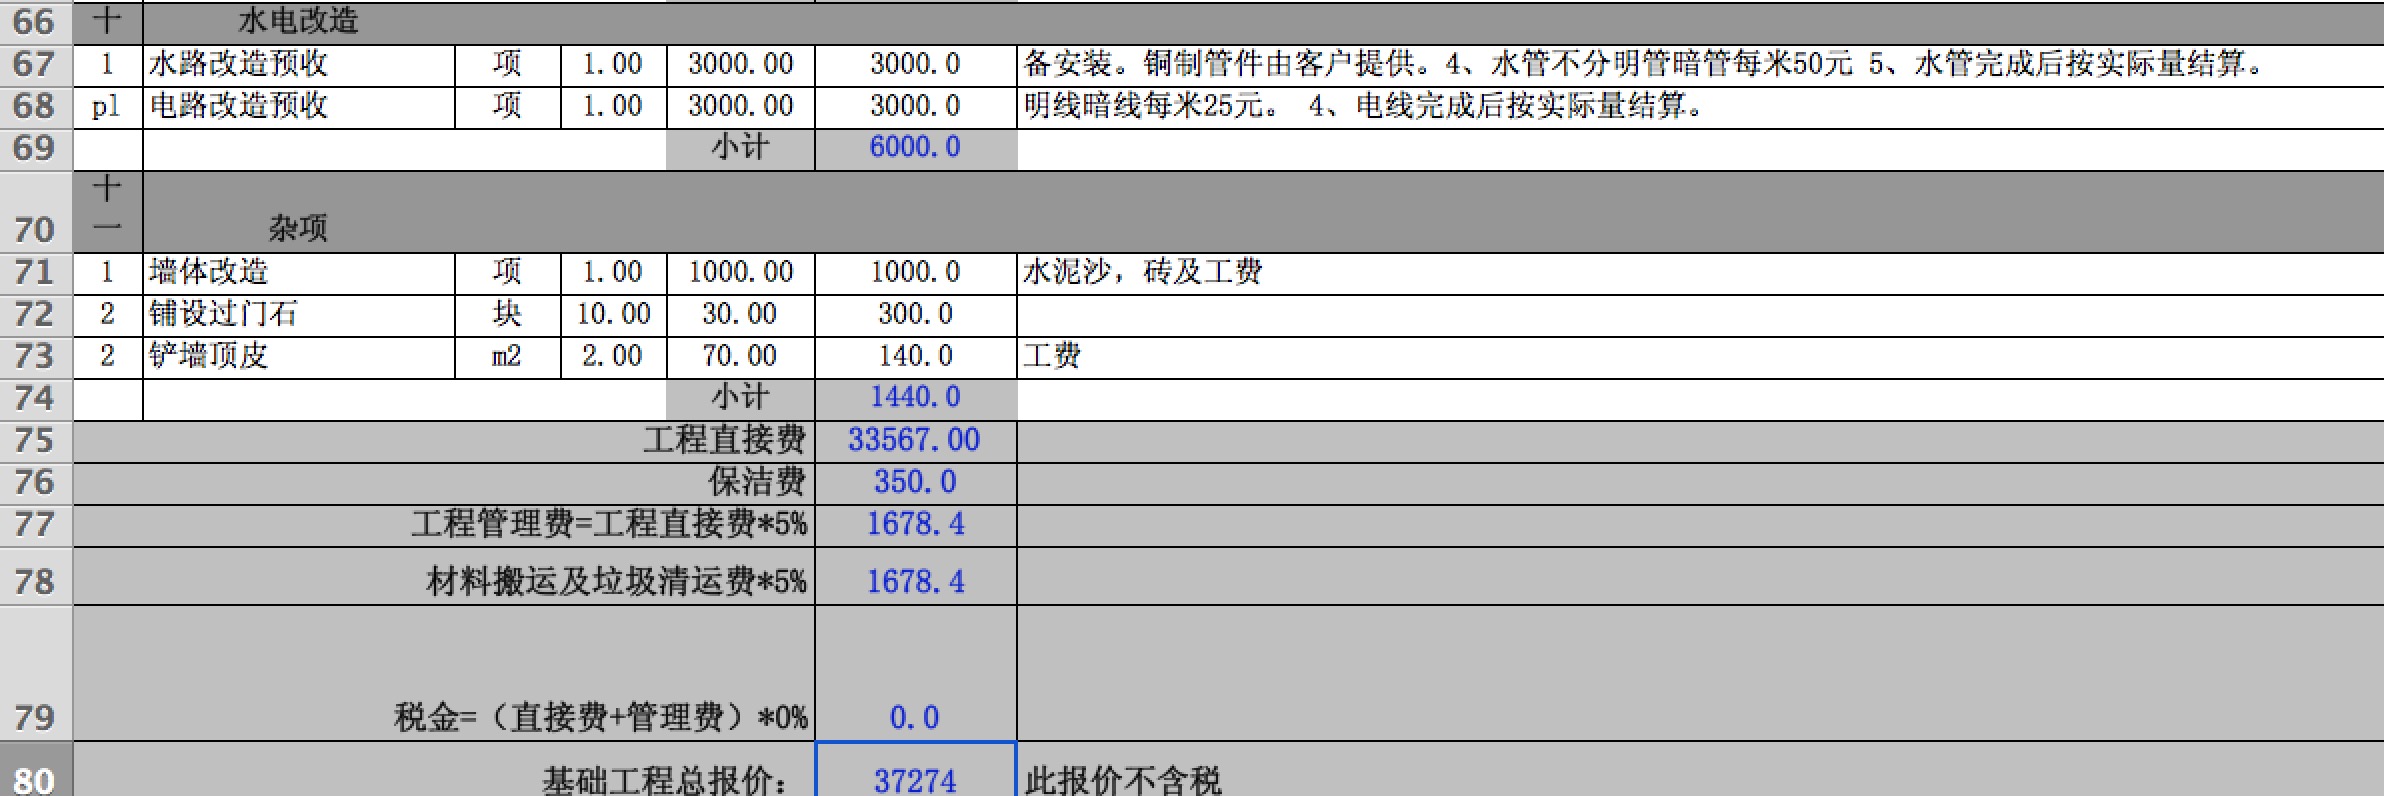 66 十 水电改造
67 1 水路改造预收 项 1.00 3000.00 3000.0 备安装。铜制管件由客户提供。4、水管不分明管暗管每米50元 5、水管完成后按实际量结算。
68 pl 电路改造预收 项 1.00 3000.00 3000.0 明线暗线每米25元。 4、电线完成后按实际量结算。
69 小计 6000.0
70 十一 杂项
71 1 墙体改造 项 1.00 1000.00 1000.0 水泥沙，砖及工费
72 2 铺设过门石 块 10.00 30.00 300.0
73 2 铲墙顶皮 m2 2.00 70.00 140.0 工费
74 小计 1440.0
75 工程直接费 33567.00
76 保洁费 350.0
77 工程管理费=工程直接费*5% 1678.4
78 材料搬运及垃圾清运费*5% 1678.4
79 税金=（直接费+管理费）*0% 0.0
80 基础工程总报价： 37274 此报价不含税